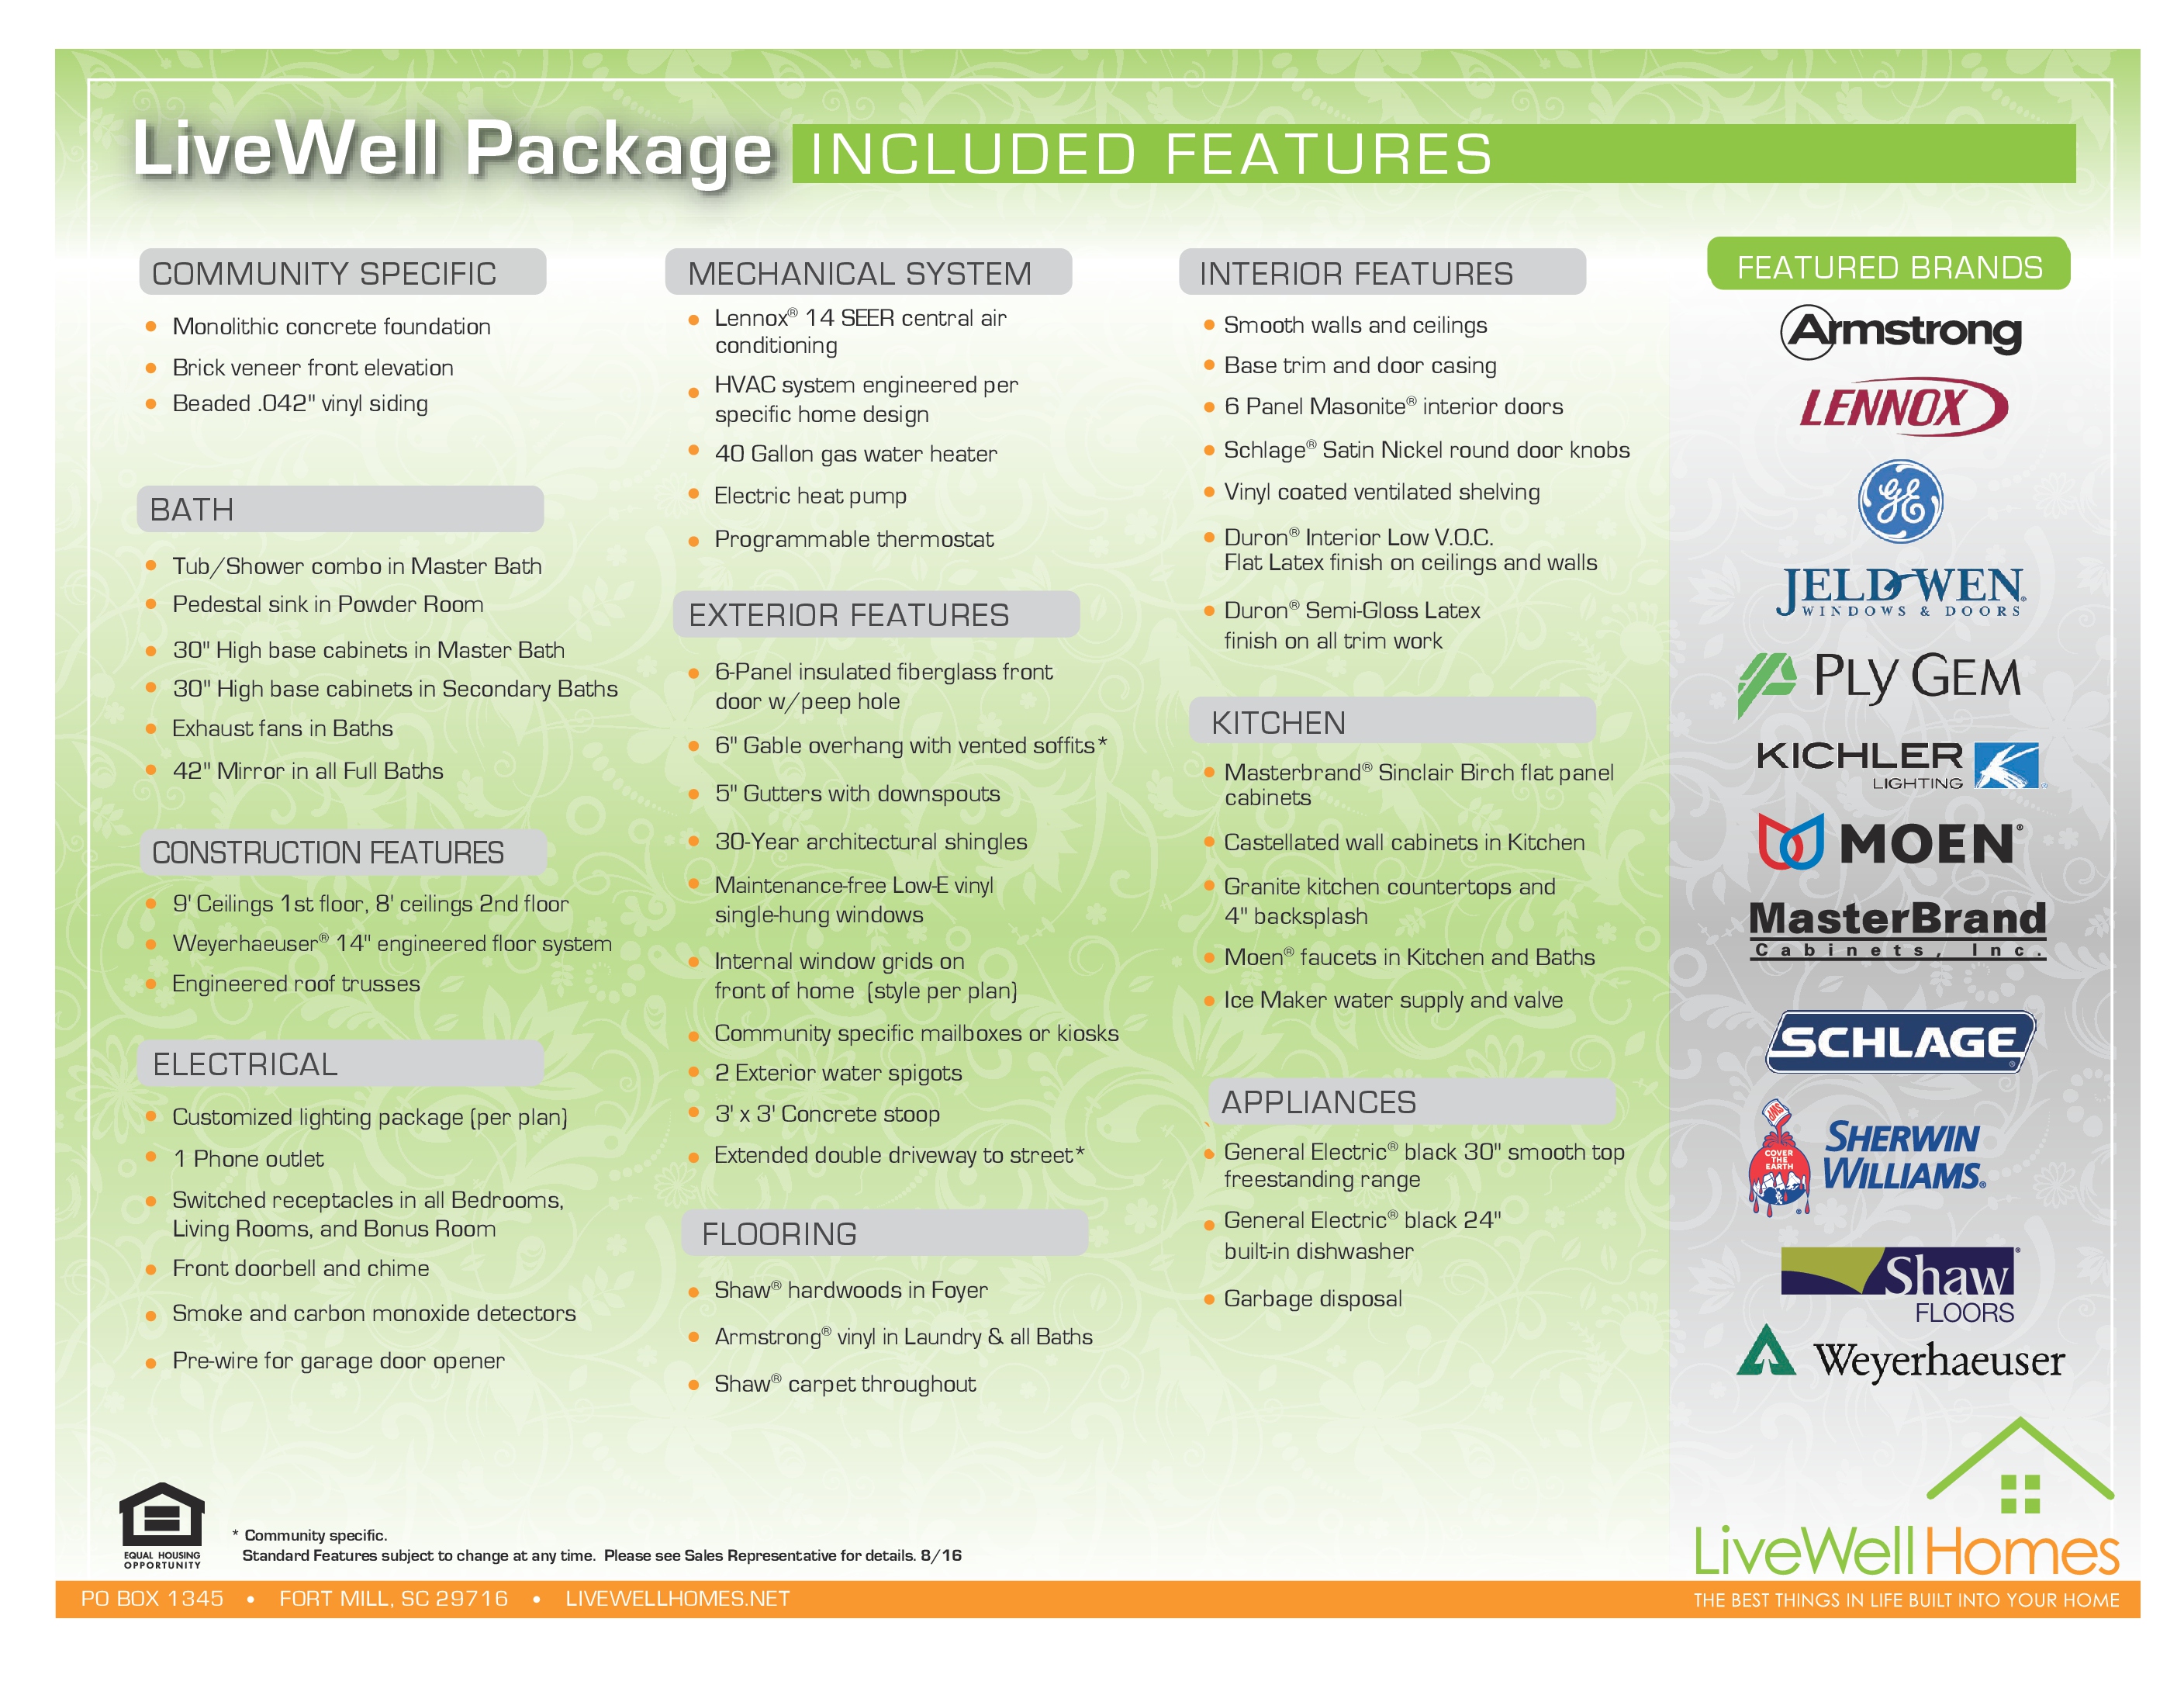 LiveWell Package INCLUDED FEATURES
COMMUNITY SPECIFIC
Monolithic concrete foundation
Brick veneer front elevation
Beaded .042" vinyl siding
BATH
Tub/Shower combo in Master Bath
Pedestal sink in Powder Room
30" High base cabinets in Master Bath
30" High base cabinets in Secondary Baths
Exhaust fans in Baths
42" Mirror in all Full Baths
CONSTRUCTION FEATURES
9' Ceilings 1st floor, 8' ceilings 2nd floor
Weyerhaeuser® 14" engineered floor system
Engineered roof trusses
ELECTRICAL
Customized lighting package (per plan)
1 Phone outlet
Switched receptacles in all Bedrooms,
Living Rooms, and Bonus Room
Front doorbell and chime
Smoke and carbon monoxide detectors
Pre-wire for garage door opener
MECHANICAL SYSTEM
Lennox® 14 SEER central air
conditioning
HVAC system engineered per
specific home design
40 Gallon gas water heater
Electric heat pump
Programmable thermostat
EXTERIOR FEATURES
6-Panel insulated fiberglass front
door w/peep hole
6" Gable overhang with vented soffits*
5" Gutters with downspouts
30-Year architectural shingles
Maintenance-free Low-E vinyl
single-hung windows
Internal window grids on
front of home (style per plan)
Community specific mailboxes or kiosks
2 Exterior water spigots
3' x 3' Concrete stoop
Extended double driveway to street*
FLOORING
Shaw® hardwoods in Foyer
Armstrong® vinyl in Laundry & all Baths
Shaw® carpet throughout
INTERIOR FEATURES
Smooth walls and ceilings
Base trim and door casing
6 Panel Masonite® interior doors
Schlage® Satin Nickel round door knobs
Vinyl coated ventilated shelving
Duron® Interior Low V.O.C.
Flat Latex finish on ceilings and walls
Duron® Semi-Gloss Latex
finish on all trim work
KITCHEN
Masterbrand® Sinclair Birch flat panel
cabinets
Castellated wall cabinets in Kitchen
Granite kitchen countertops and
4" backsplash
Moen® faucets in Kitchen and Baths
Ice Maker water supply and valve
APPLIANCES
General Electric® black 30" smooth top
freestanding range
General Electric® black 24"
built-in dishwasher
Garbage disposal
FEATURED BRANDS
Armstrong
LENNOX
GE
JELD-WEN®
WINDOWS & DOORS
PLY GEM
KICHLER
LIGHTING
MOEN®
MasterBrand
Cabinets, Inc.
SCHLAGE®
SWP
COVER
THE
EARTH
SHERWIN
WILLIAMS®
Shaw®
FLOORS
Weyerhaeuser
LiveWell Homes
THE BEST THINGS IN LIFE BUILT INTO YOUR HOME
EQUAL HOUSING
OPPORTUNITY
* Community specific.
Standard Features subject to change at any time. Please see Sales Representative for details. 8/16
PO BOX 1345 • FORT MILL, SC 29716 • LIVEWELLHOMES.NET